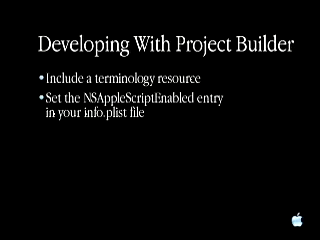 Developing With Project Builder
•Include a terminology resource
•Set the NSAppleScriptEnabled entry
in your info.plist file